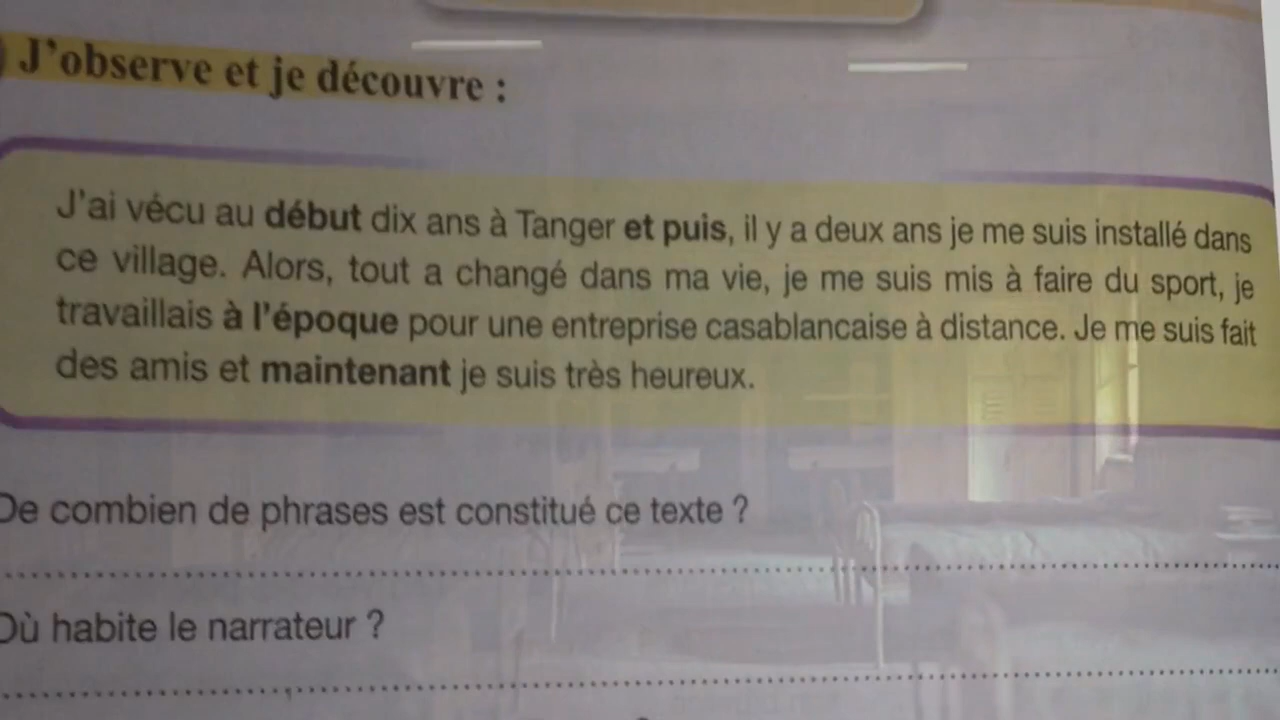 J'observe et je découvre :
J'ai vécu au début dix ans à Tanger et puis, il y a deux ans je me suis installé dans
ce village. Alors, tout a changé dans ma vie, je me suis mis à faire du sport, je
travaillais à l'époque pour une entreprise casablancaise à distance. Je me suis fait
des amis et maintenant je suis très heureux.
De combien de phrases est constitué ce texte ?
Où habite le narrateur ?